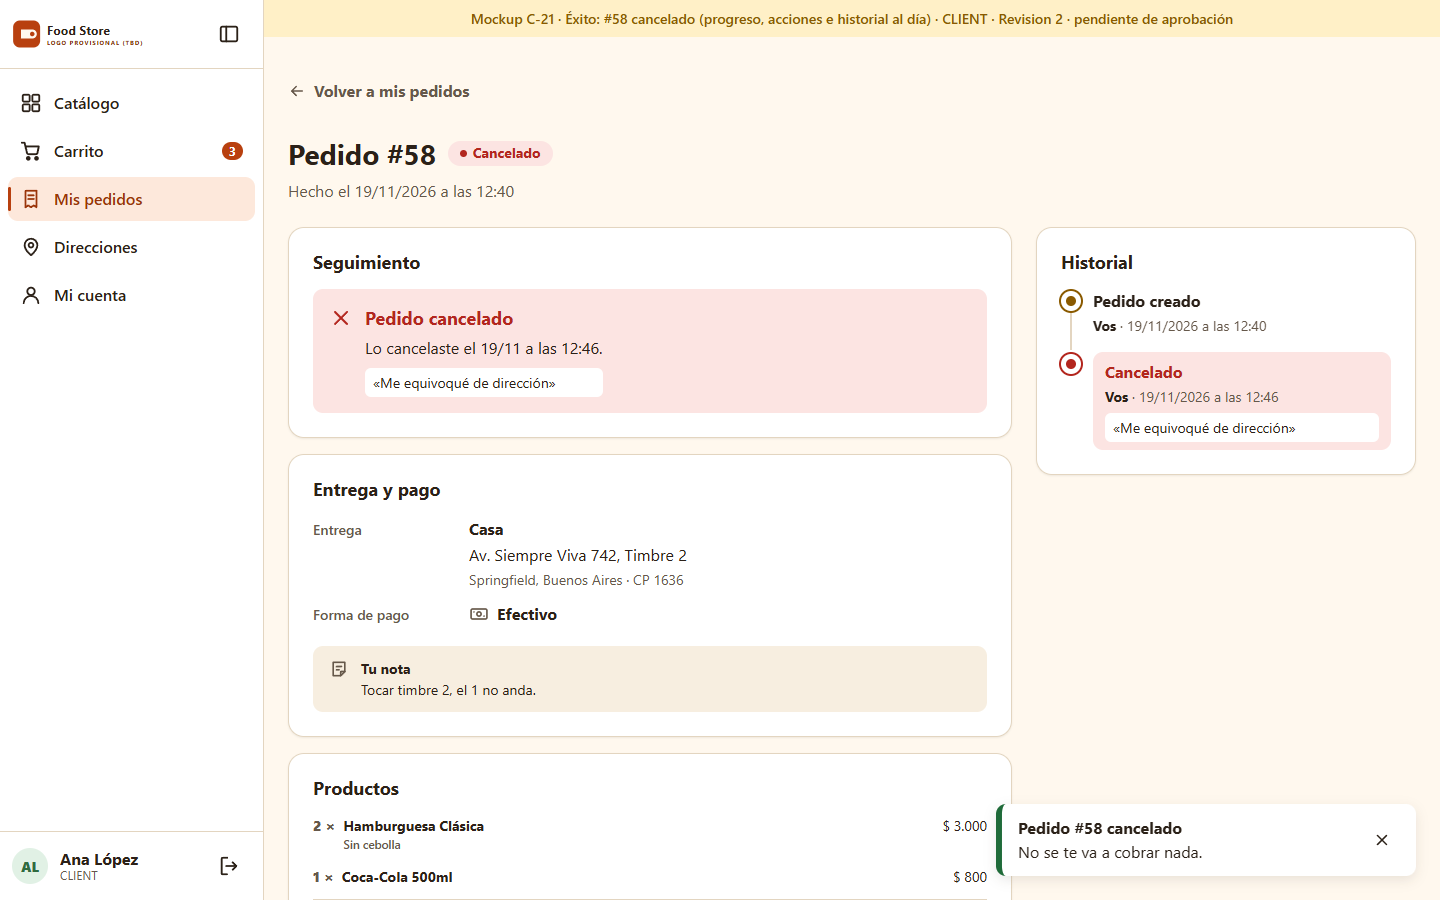 Mockup C-21 · Éxito: #58 cancelado (progreso, acciones e historial al día) · CLIENT · Revision 2 · pendiente de aprobación
Food Store
LOGO PROVISIONAL (TBD)
Catálogo
Carrito 3
Mis pedidos
Direcciones
Mi cuenta
AL
Ana López
CLIENT
Volver a mis pedidos
Pedido #58 Cancelado
Hecho el 19/11/2026 a las 12:40
Seguimiento
Pedido cancelado
Lo cancelaste el 19/11 a las 12:46.
«Me equivoqué de dirección»
Entrega y pago
Entrega Casa
Av. Siempre Viva 742, Timbre 2
Springfield, Buenos Aires · CP 1636
Forma de pago Efectivo
Tu nota
Tocar timbre 2, el 1 no anda.
Productos
2 × Hamburguesa Clásica $ 3.000
Sin cebolla
1 × Coca-Cola 500ml $ 800
Historial
Pedido creado
Vos · 19/11/2026 a las 12:40
Cancelado
Vos · 19/11/2026 a las 12:46
«Me equivoqué de dirección»
Pedido #58 cancelado
No se te va a cobrar nada.